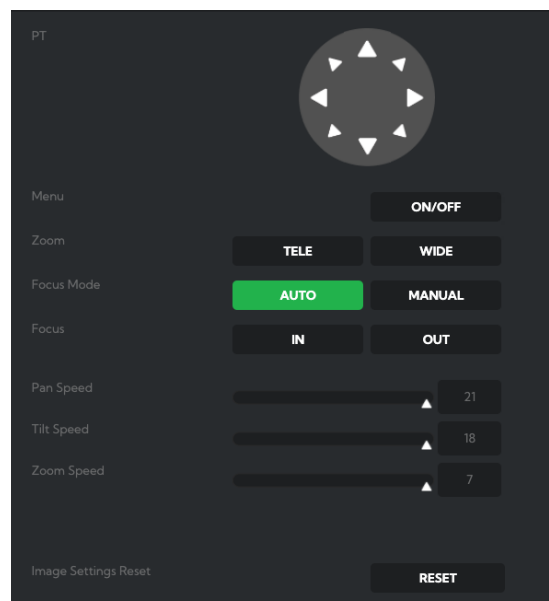 PT
Menu
ON/OFF
Zoom
TELE
WIDE
Focus Mode
AUTO
MANUAL
Focus
IN
OUT
Pan Speed
21
Tilt Speed
18
Zoom Speed
7
Image Settings Reset
RESET